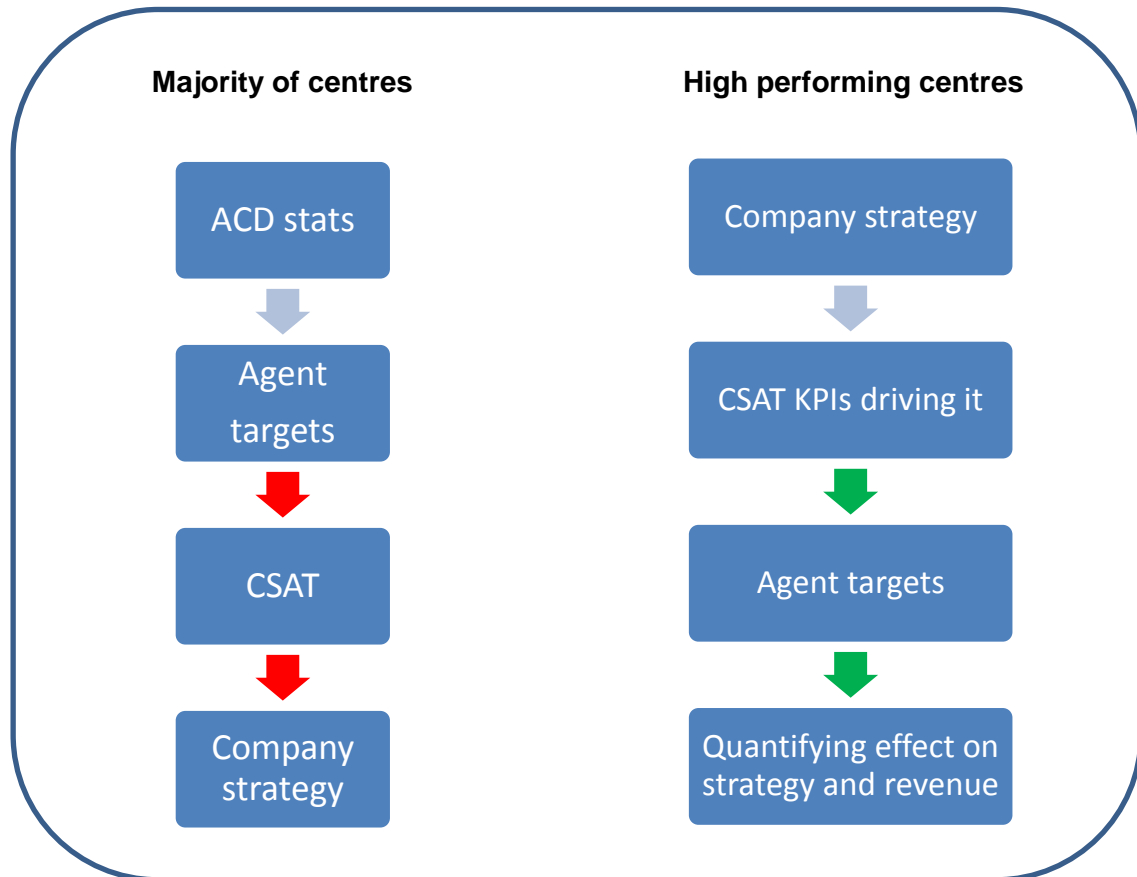 Majority of centres
ACD stats
Agent
targets
CSAT
Company
strategy
High performing centres
Company strategy
CSAT KPIs driving it
Agent targets
Quantifying effect on
strategy and revenue